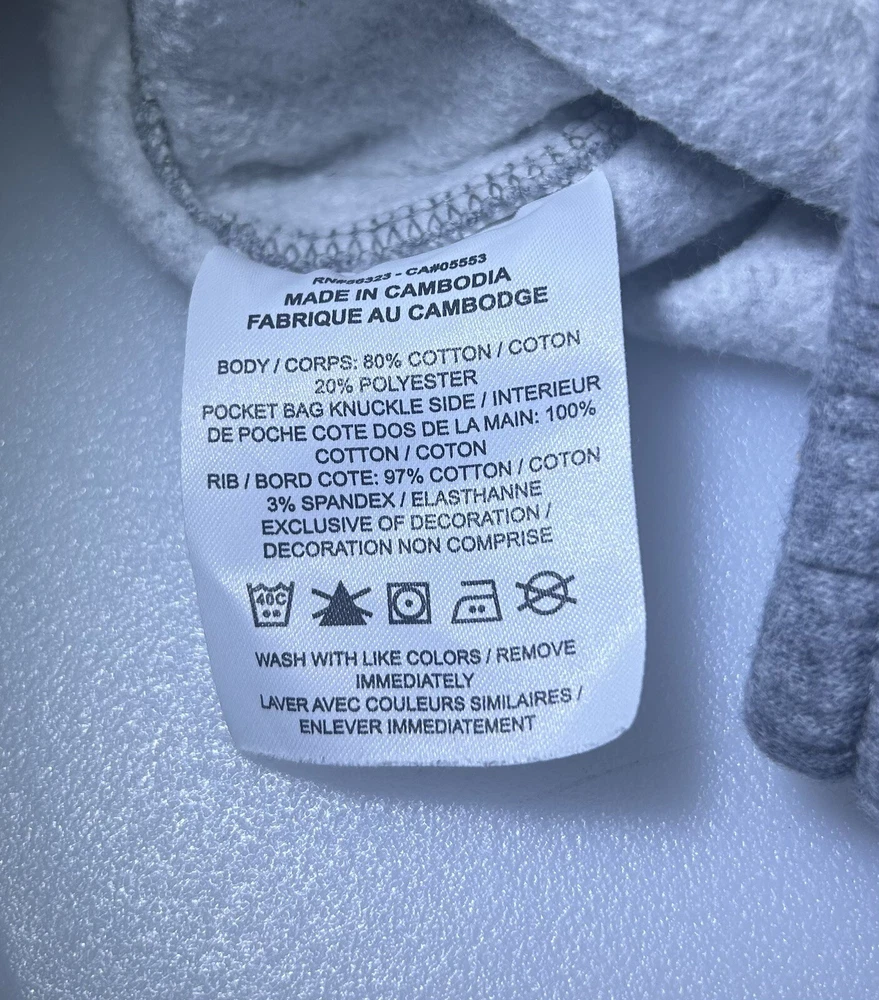 CA#05553
MADE IN CAMBODIA
FABRIQUE AU CAMBODGE
BODY / CORPS: 80% COTTON / COTON
20% POLYESTER
POCKET BAG KNUCKLE SIDE / INTERIEUR
DE POCHE COTE DOS DE LA MAIN: 100%
COTTON / COTON
RIB / BORD COTE: 97% COTTON / COTON
3% SPANDEX / ELASTHANNE
EXCLUSIVE OF DECORATION /
DECORATION NON COMPRISE
40C
WASH WITH LIKE COLORS / REMOVE
IMMEDIATELY
LAVER AVEC COULEURS SIMILAIRES /
ENLEVER IMMEDIATEMENT